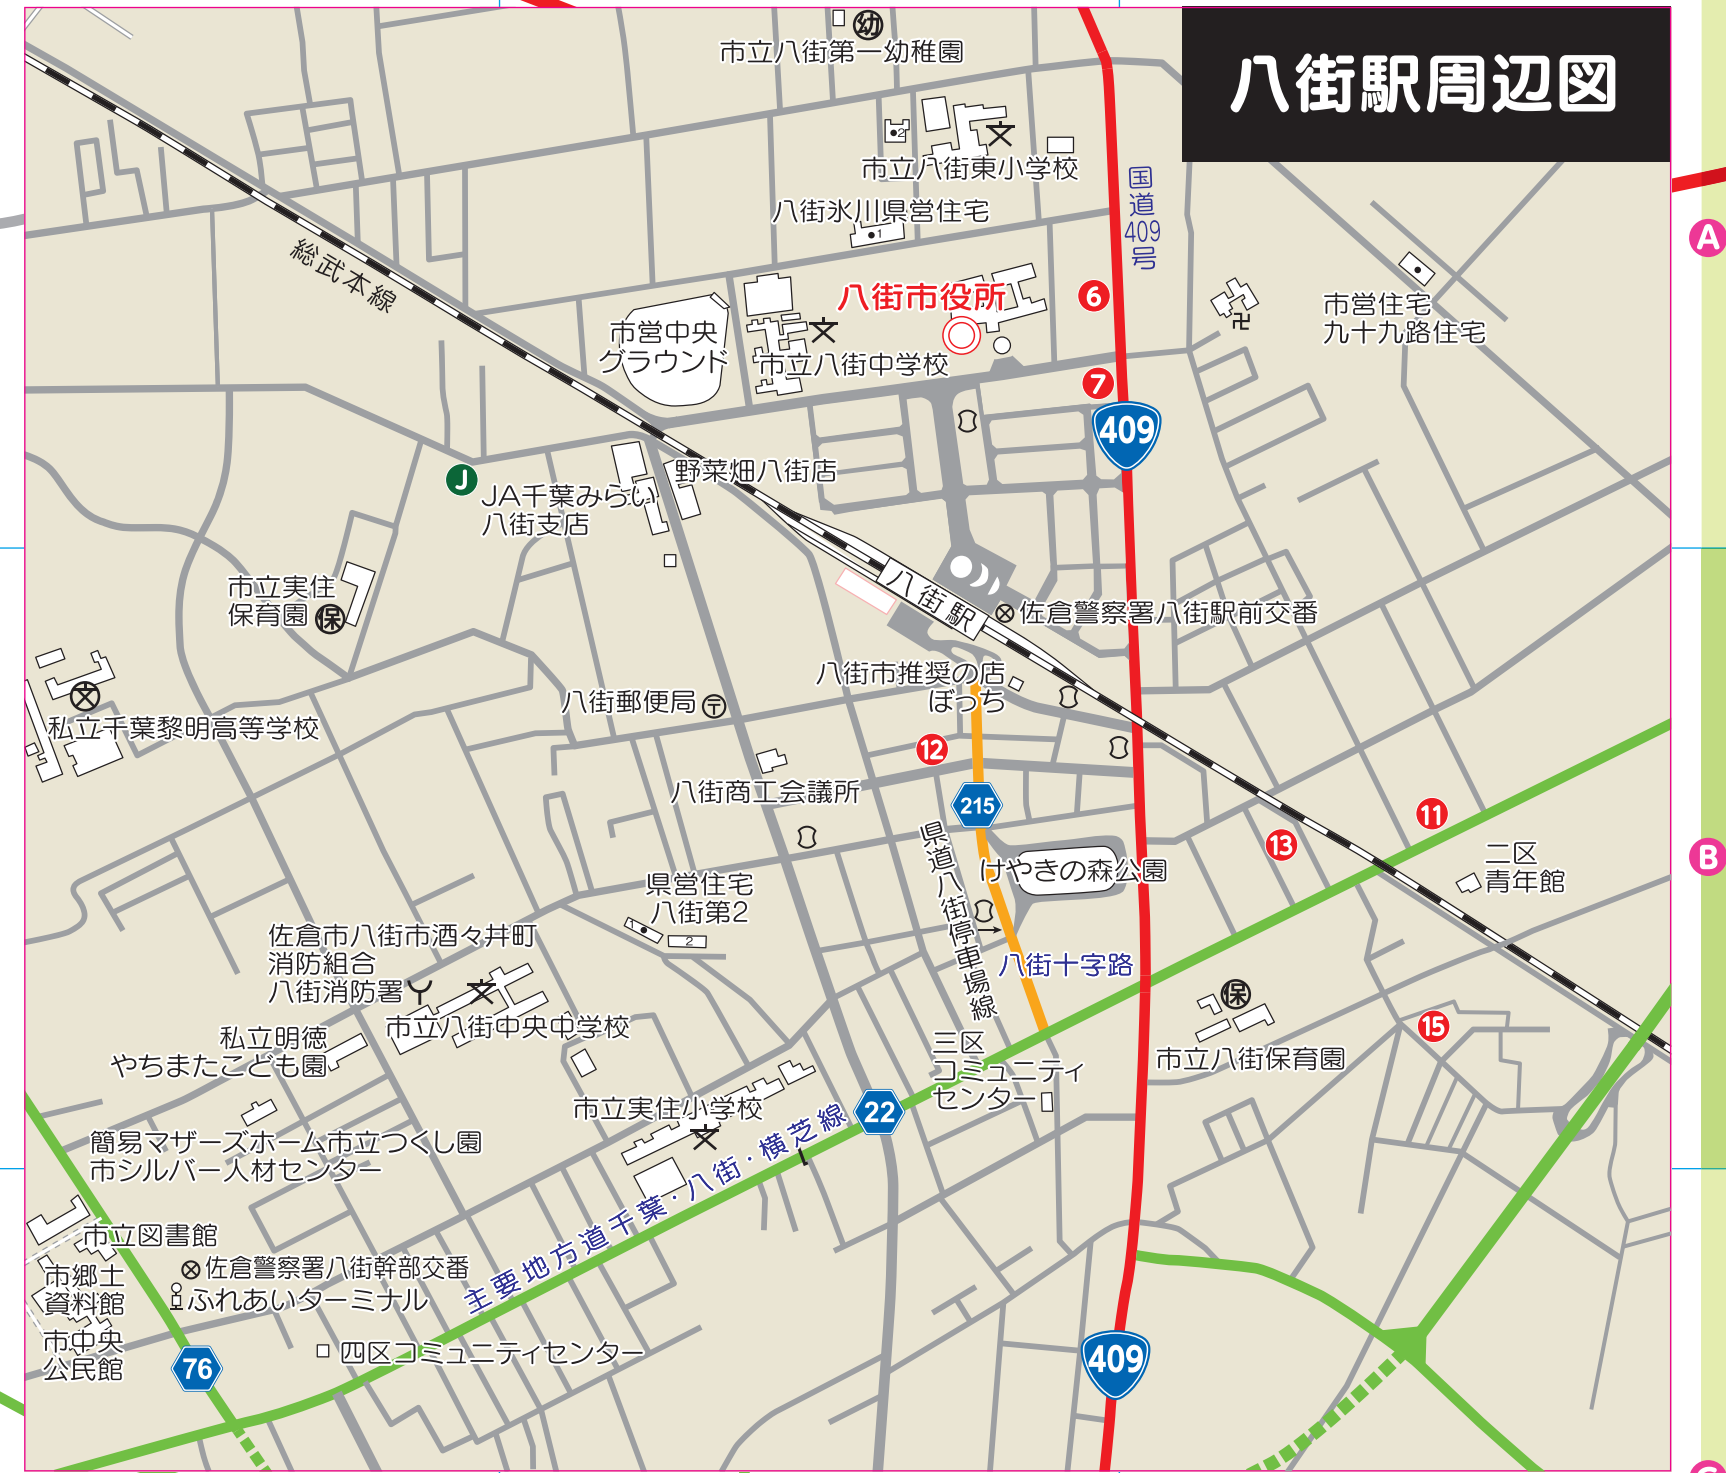 八街駅周辺図
幼
市立八街第一幼稚園
2
市立八街東小学校
八街氷川県営住宅
1
国道409号
A
総武本線
八街市役所
6
市営住宅
九十九路住宅
市営中央
グラウンド
市立八街中学校
7
409
J
JA千葉みらい
八街支店
野菜畑八街店
市立実住
保育園
保
八街駅
佐倉警察署八街駅前交番
八街市推奨の店
ぼっち
私立千葉黎明高等学校
八街郵便局
12
八街商工会議所
215
11
13
B
県道八街停車場線
けやきの森公園
二区
青年館
県営住宅
八街第2
1
2
佐倉市八街市酒々井町
消防組合
八街消防署
八街十字路
保
市立八街中央中学校
15
私立明徳
やちまたこども園
三区
コミュニティ
センター
市立八街保育園
市立実住小学校
22
簡易マザーズホーム市立つくし園
市シルバー人材センター
主要地方道千葉・八街・横芝線
市立図書館
市郷土
資料館
佐倉警察署八街幹部交番
ふれあいターミナル
市中央
公民館
四区コミュニティセンター
76
409